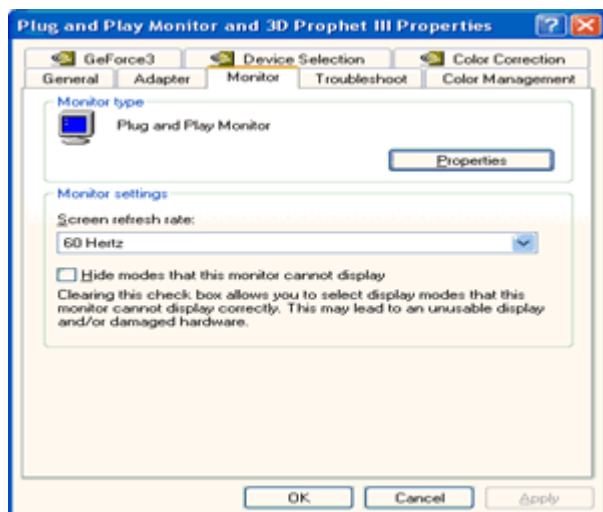 Plug and Play Monitor and 3D Prophet III Properties
GeForce3 Device Selection Color Correction
General Adapter Monitor Troubleshoot Color Management
Monitor type
Plug and Play Monitor
Properties
Monitor settings
Screen refresh rate:
60 Hertz
Hide modes that this monitor cannot display
Clearing this check box allows you to select display modes that this
monitor cannot display correctly. This may lead to an unusable display
and/or damaged hardware.
OK Cancel Apply